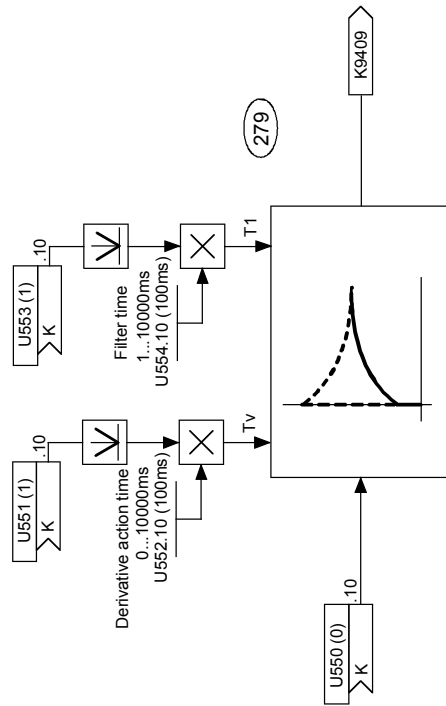 U551 (1)
K
.10
U553 (1)
K
.10
Derivative action time
0...10000ms
U552.10 (100ms)
Filter time
1...10000ms
U554.10 (100ms)
Tv
T1
279
U550 (0)
K
.10
K9409